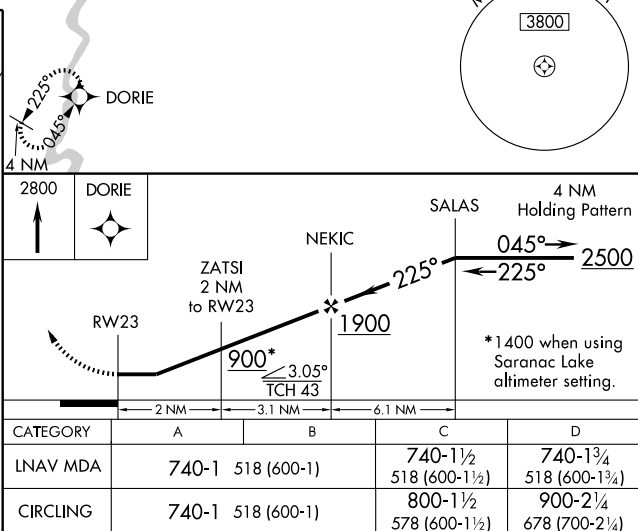 3800
225°
DORIE
045°
4 NM
2800
DORIE
SALAS
4 NM
Holding Pattern
NEKIC
045°
225°
2500
ZATSI
2 NM
to RW23
225°
RW23
1900
900*
3.05°
TCH 43
*1400 when using
Saranac Lake
altimeter setting.
2 NM
3.1 NM
6.1 NM
CATEGORY A B C D
LNAV MDA 740-1 518 (600-1) 740-1½ 518 (600-1½) 740-1¾ 518 (600-1¾)
CIRCLING 740-1 518 (600-1) 800-1½ 578 (600-1½) 900-2¼ 678 (700-2¼)